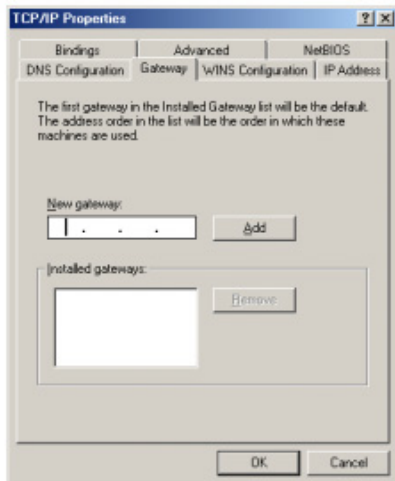 TCP/IP Properties
Bindings Advanced NetBIOS
DNS Configuration Gateway WINS Configuration IP Address
The first gateway in the Installed Gateway list will be the default.
The address order in the list will be the order in which these
machines are used.
New gateway:
. . .
Add
Installed gateways:
Remove
OK Cancel